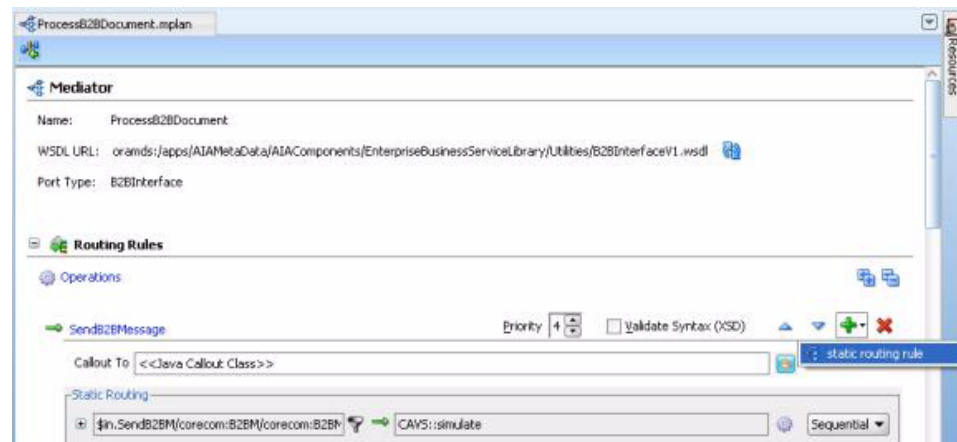 ProcessB2BDocument.mplan
Resources
Mediator
Name: ProcessB2BDocument
WSDL URL: oramds:/apps/AIAMetaData/AIAComponents/EnterpriseBusinessServiceLibrary/Utilities/B2BInterfaceV1.wsdl
Port Type: B2BInterface
Routing Rules
Operations
SendB2BMessage Priority 4 Validate Syntax (XSD)
static routing rule
Callout To <<Java Callout Class>>
Static Routing
$in.SendB2BM/corecom:B2BM/corecom:B2BM CAVS::simulate Sequential